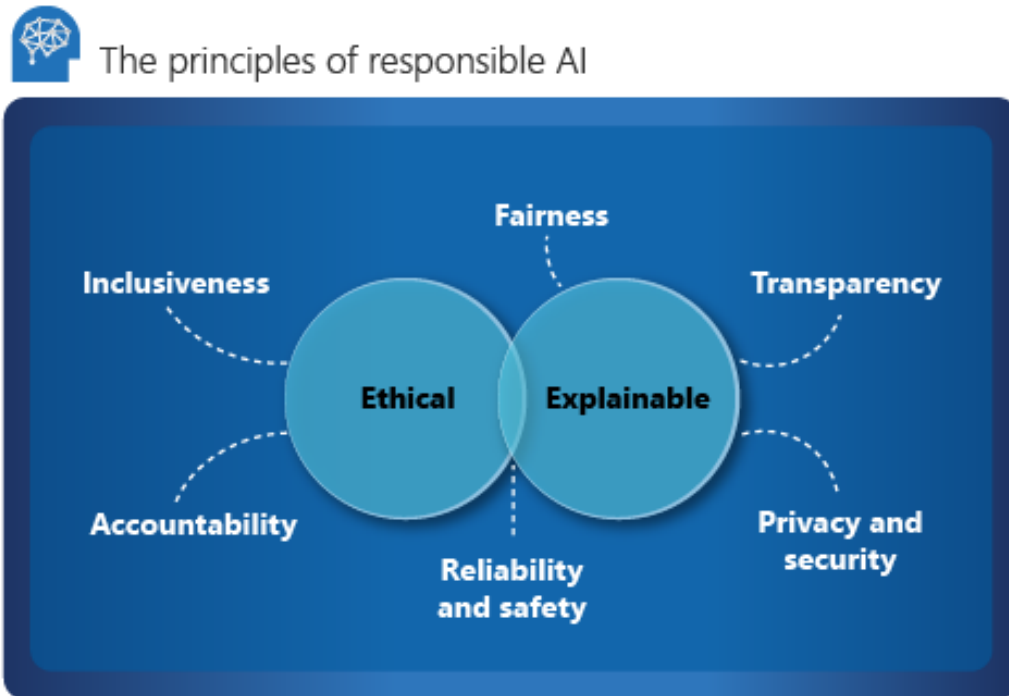 The principles of responsible AI
Fairness
Inclusiveness
Transparency
Ethical
Explainable
Accountability
Privacy and
security
Reliability
and safety